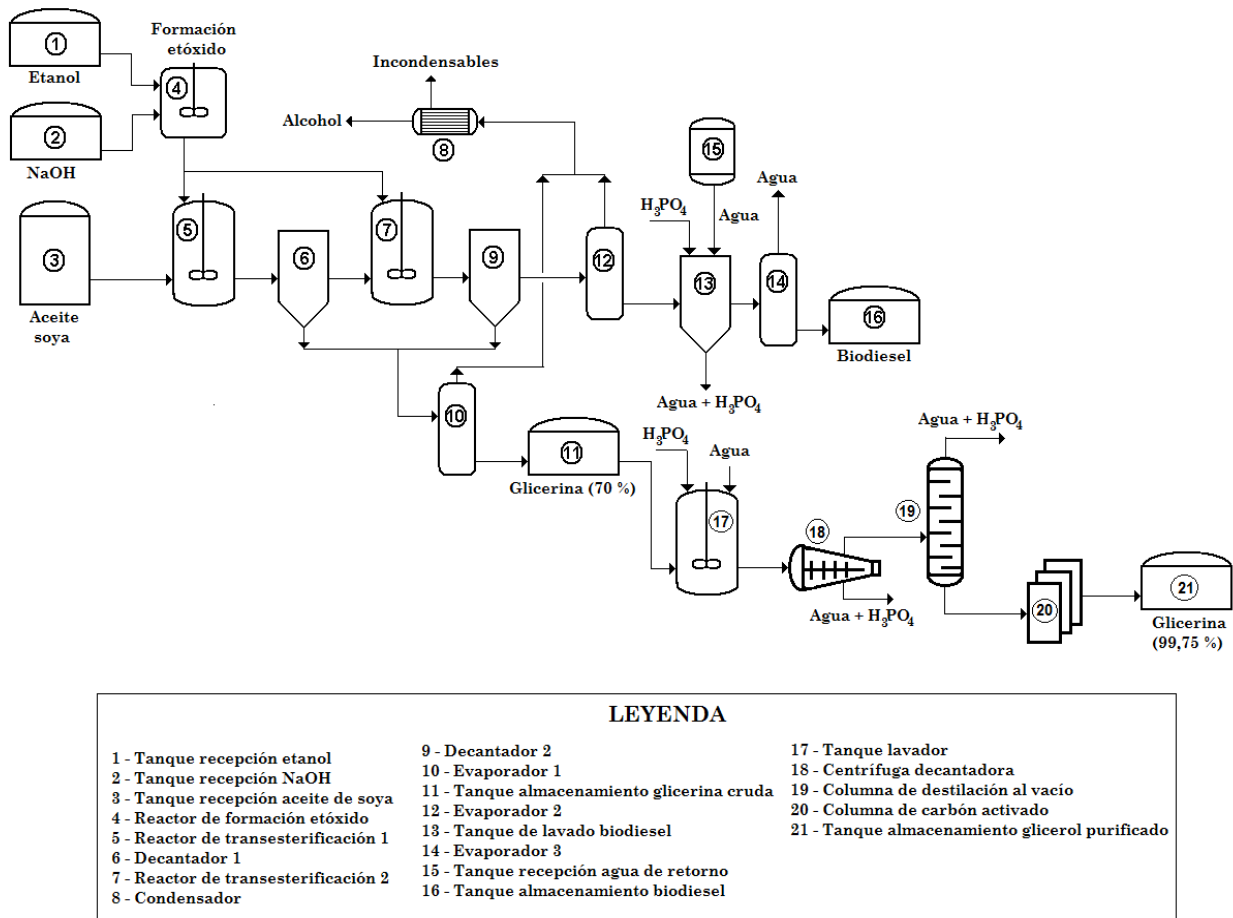 Formación
etóxido
1
Etanol
4
Incondensables
2
NaOH
Alcohol
8
15
Agua
H3PO4
Agua
3
5
6
7
9
12
13
14
16
Aceite
soya
Biodiesel
Agua + H3PO4
10
11
Glicerina (70 %)
H3PO4
Agua
17
18
Agua + H3PO4
Agua + H3PO4
19
20
21
Glicerina
(99,75 %)
LEYENDA
1 - Tanque recepción etanol
2 - Tanque recepción NaOH
3 - Tanque recepción aceite de soya
4 - Reactor de formación etóxido
5 - Reactor de transesterificación 1
6 - Decantador 1
7 - Reactor de transesterificación 2
8 - Condensador
9 - Decantador 2
10 - Evaporador 1
11 - Tanque almacenamiento glicerina cruda
12 - Evaporador 2
13 - Tanque de lavado biodiesel
14 - Evaporador 3
15 - Tanque recepción agua de retorno
16 - Tanque almacenamiento biodiesel
17 - Tanque lavador
18 - Centrífuga decantadora
19 - Columna de destilación al vacío
20 - Columna de carbón activado
21 - Tanque almacenamiento glicerol purificado